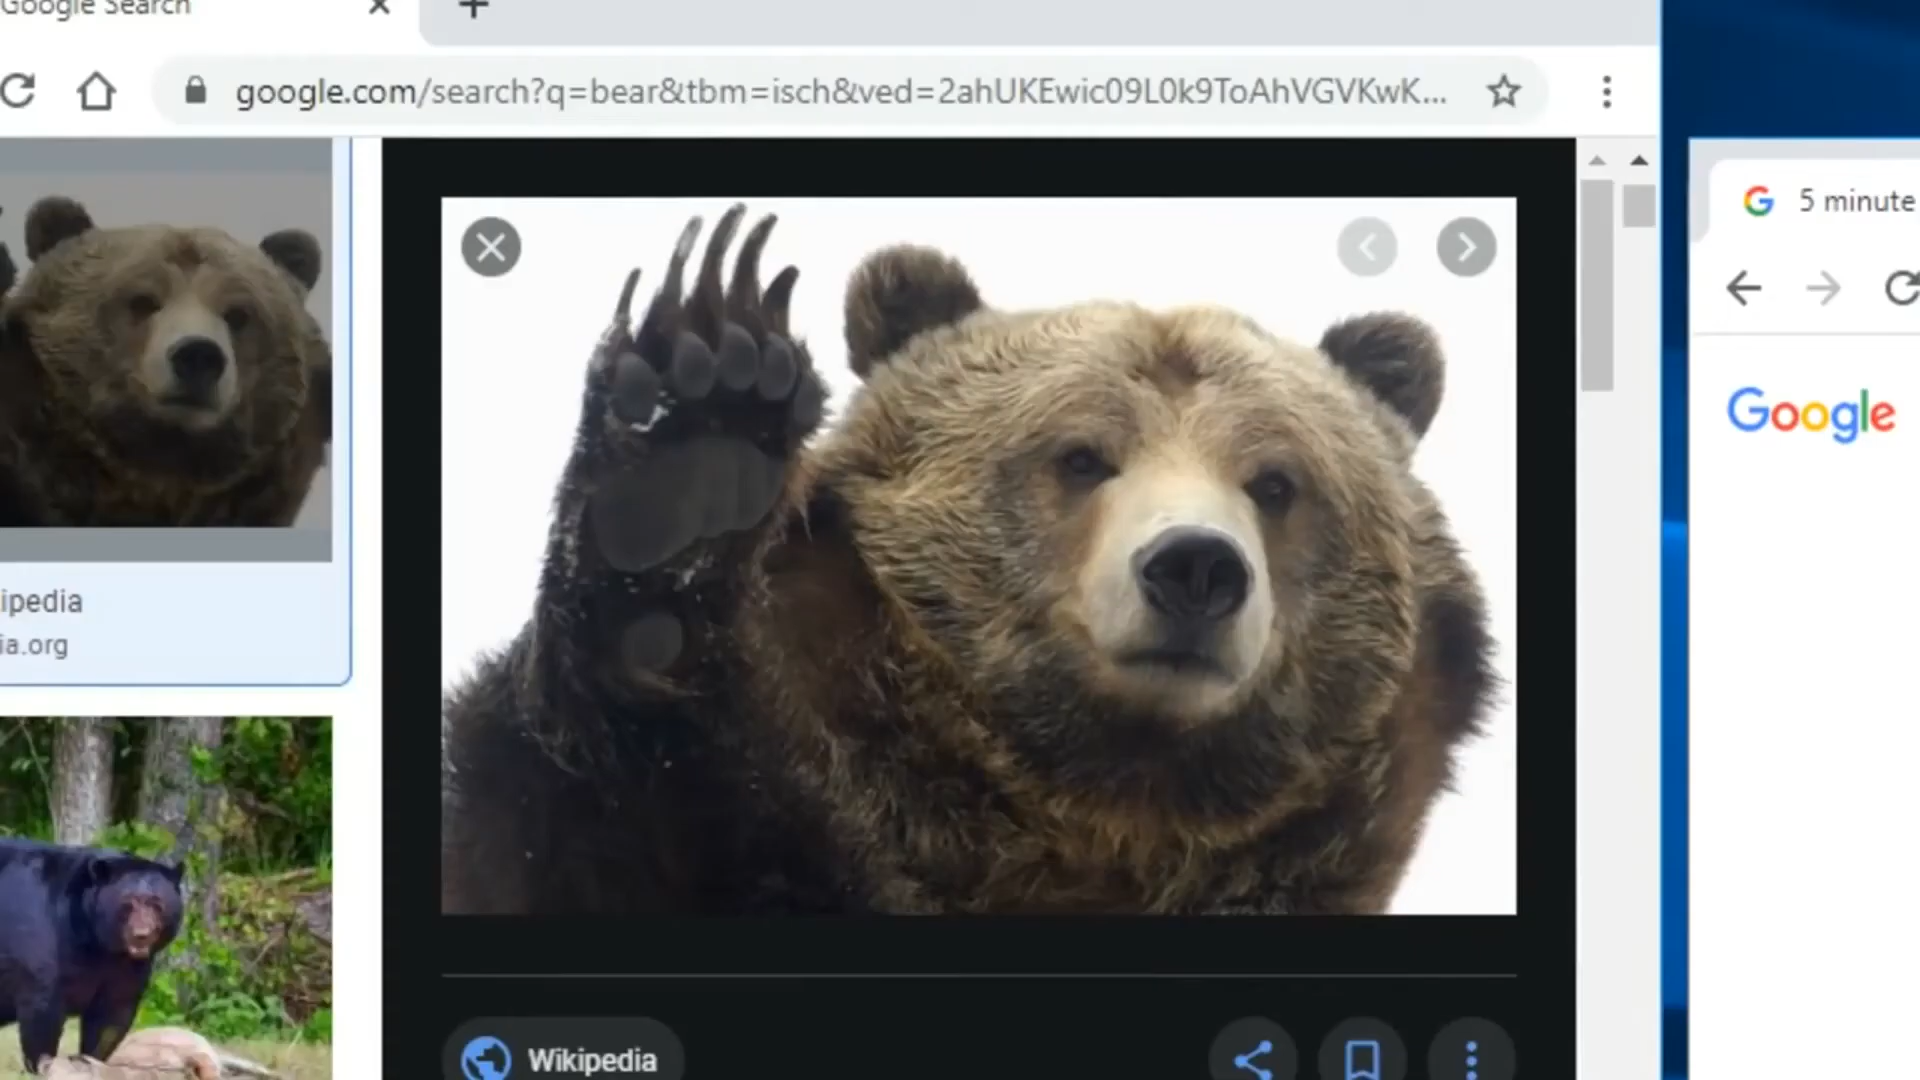 Google Search
google.com/search?q=bear&tbm=isch&ved=2ahUKEwic09L0k9ToAhVGVKwK...
5 minute
Google
ipedia
ia.org
Wikipedia